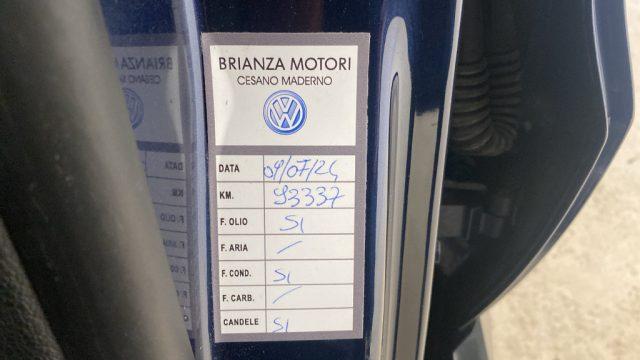 BRIANZA MOTORI
CESANO MADERNO
DATA 09/07/24
KM. 93337
F. OLIO SI
F. ARIA /
F. COND. SI
F. CARB. /
CANDELE SI